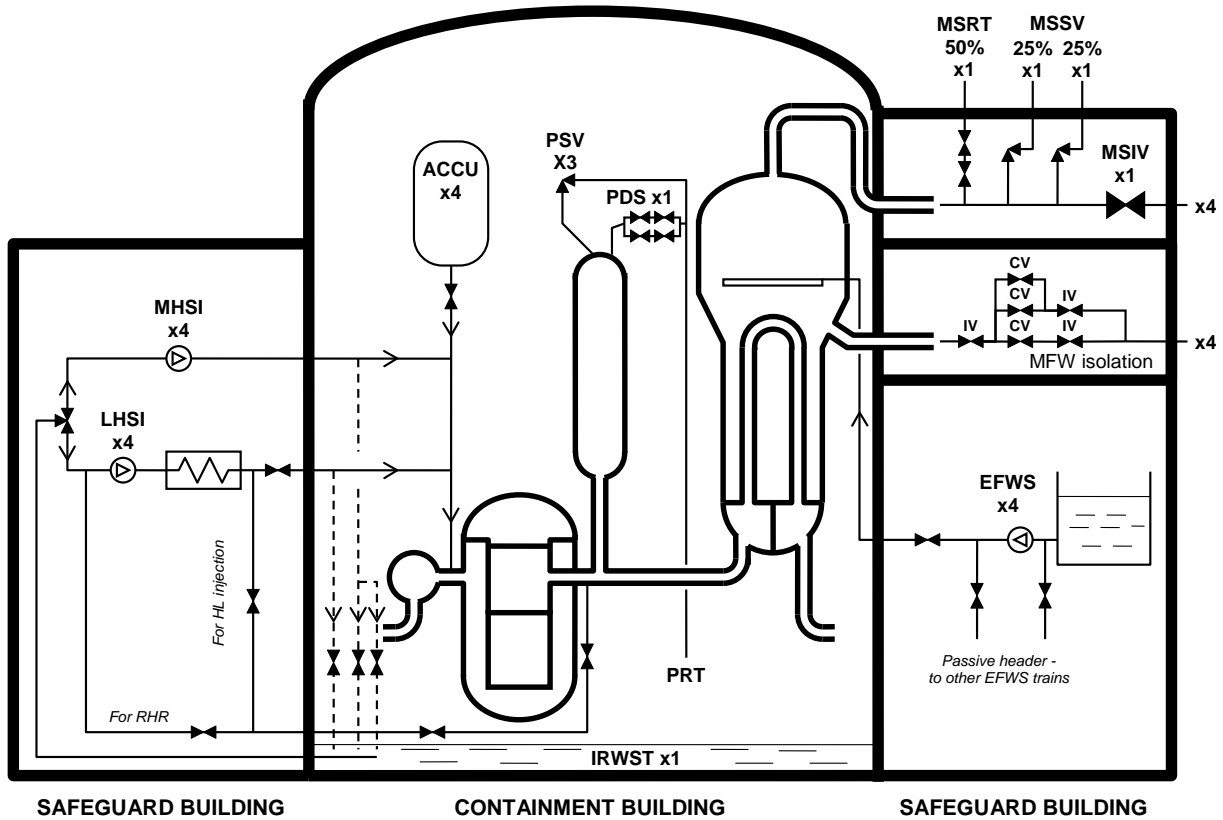 MSRT
50%
x1
MSSV
25% 25%
x1 x1
MSIV
x1
x4
PSV
X3
PDS x1
ACCU
x4
CV
CV
IV
IV
CV
IV
x4
MFW isolation
MHSI
x4
LHSI
x4
EFWS
x4
For HL injection
For RHR
PRT
Passive header -
to other EFWS trains
IRWST x1
SAFEGUARD BUILDING
CONTAINMENT BUILDING
SAFEGUARD BUILDING